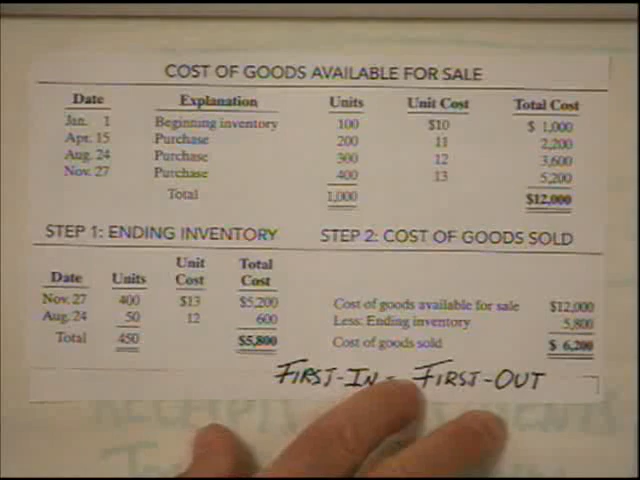 COST OF GOODS AVAILABLE FOR SALE
Date Explanation Units Unit Cost Total Cost
Jan. 1 Beginning inventory 100 $10 $ 1,000
Apr. 15 Purchase 200 11 2,200
Aug. 24 Purchase 300 12 3,600
Nov. 27 Purchase 400 13 5,200
Total 1,000 $12,000
STEP 1: ENDING INVENTORY STEP 2: COST OF GOODS SOLD
Date Units Unit Cost Total Cost
Nov. 27 400 $13 $5,200 Cost of goods available for sale $12,000
Aug. 24 50 12 600 Less: Ending inventory 5,800
Total 450 $5,800 Cost of goods sold $ 6,200
FIRST-IN - FIRST-OUT
RECEIPTS